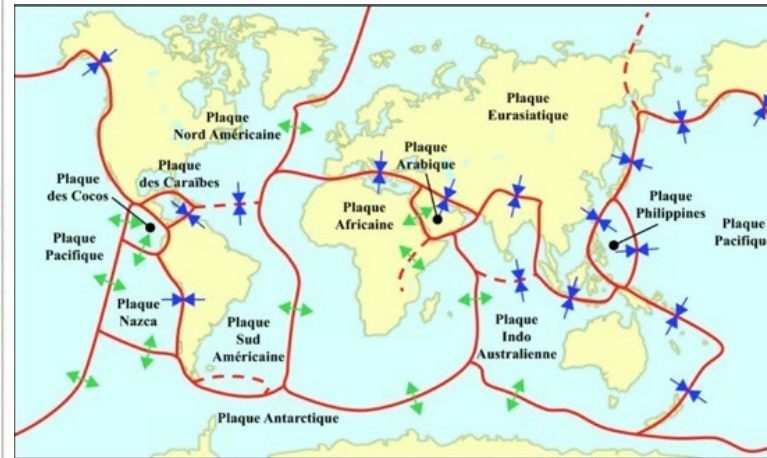 Plaque
Nord Américaine
Plaque
Eurasiatique
Plaque
Arabique
Plaque
des Caraïbes
Plaque
des Cocos
Plaque
Africaine
Plaque
Philippines
Plaque
Pacifique
Plaque
Pacifique
Plaque
Nazca
Plaque
Sud
Américaine
Plaque
Indo
Australienne
Plaque Antarctique